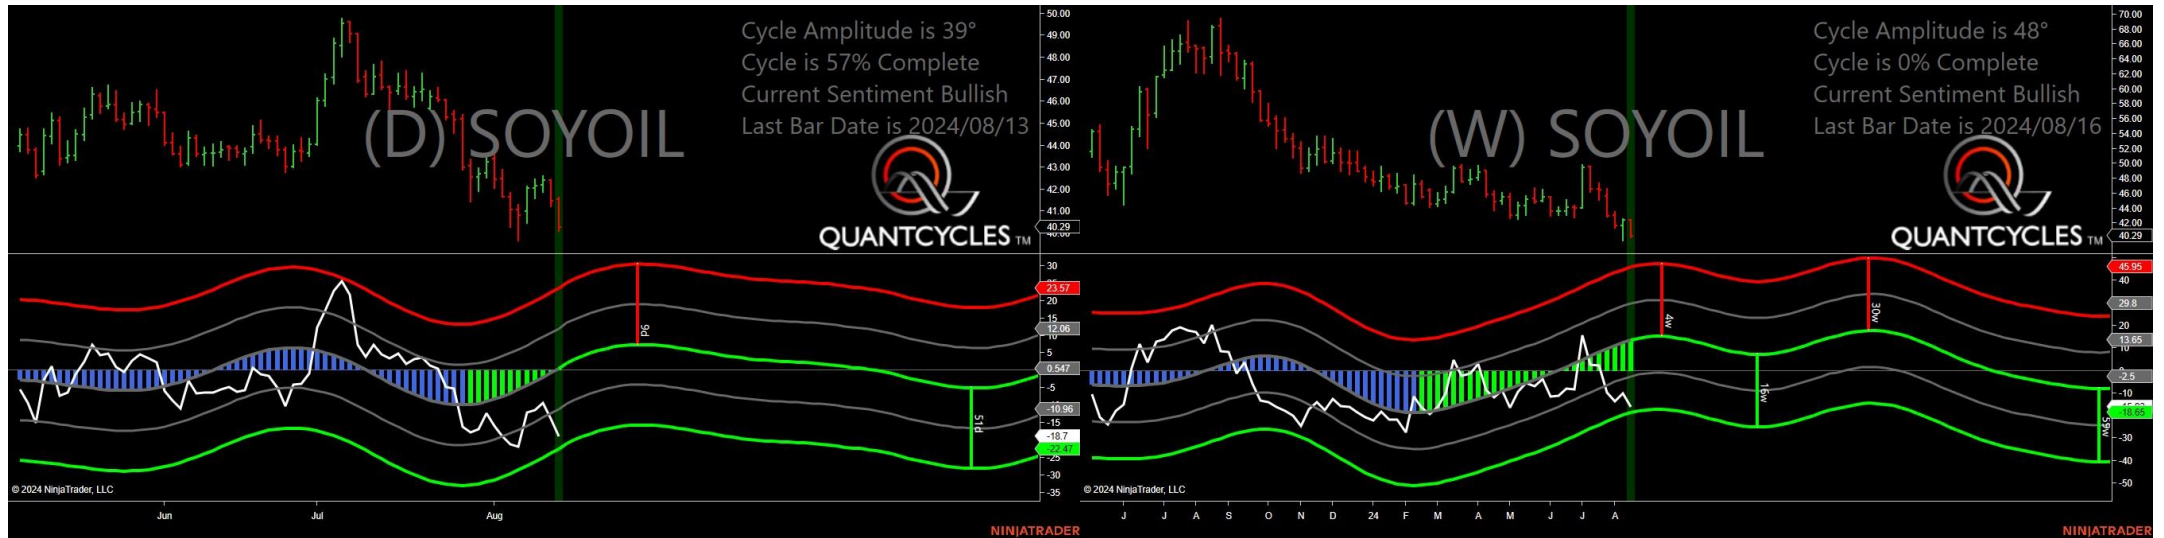 Cycle Amplitude is 39°
Cycle is 57% Complete
Current Sentiment Bullish
Last Bar Date is 2024/08/13
(D) SOYOIL
QUANTCYCLES TM
50.00
49.00
48.00
47.00
46.00
45.00
44.00
43.00
42.00
41.00
40.29
30
23.57
20
15
12.06
10
5
0.547
-5
-10.96
-15
-18.7
-22.47
-25
-30
-35
9d
51d
© 2024 NinjaTrader, LLC
Jun
Jul
Aug
NINJATRADER
Cycle Amplitude is 48°
Cycle is 0% Complete
Current Sentiment Bullish
Last Bar Date is 2024/08/16
(W) SOYOIL
QUANTCYCLES TM
70.00
68.00
66.00
64.00
62.00
60.00
58.00
56.00
54.00
52.00
50.00
48.00
46.00
44.00
42.00
40.29
45.95
40
29.8
20
13.65
10
-2.5
-10
-18.65
-30
-40
-50
4w
16w
30w
59w
© 2024 NinjaTrader, LLC
J
J
A
S
O
N
D
24
F
M
A
M
J
J
A
NINJATRADER